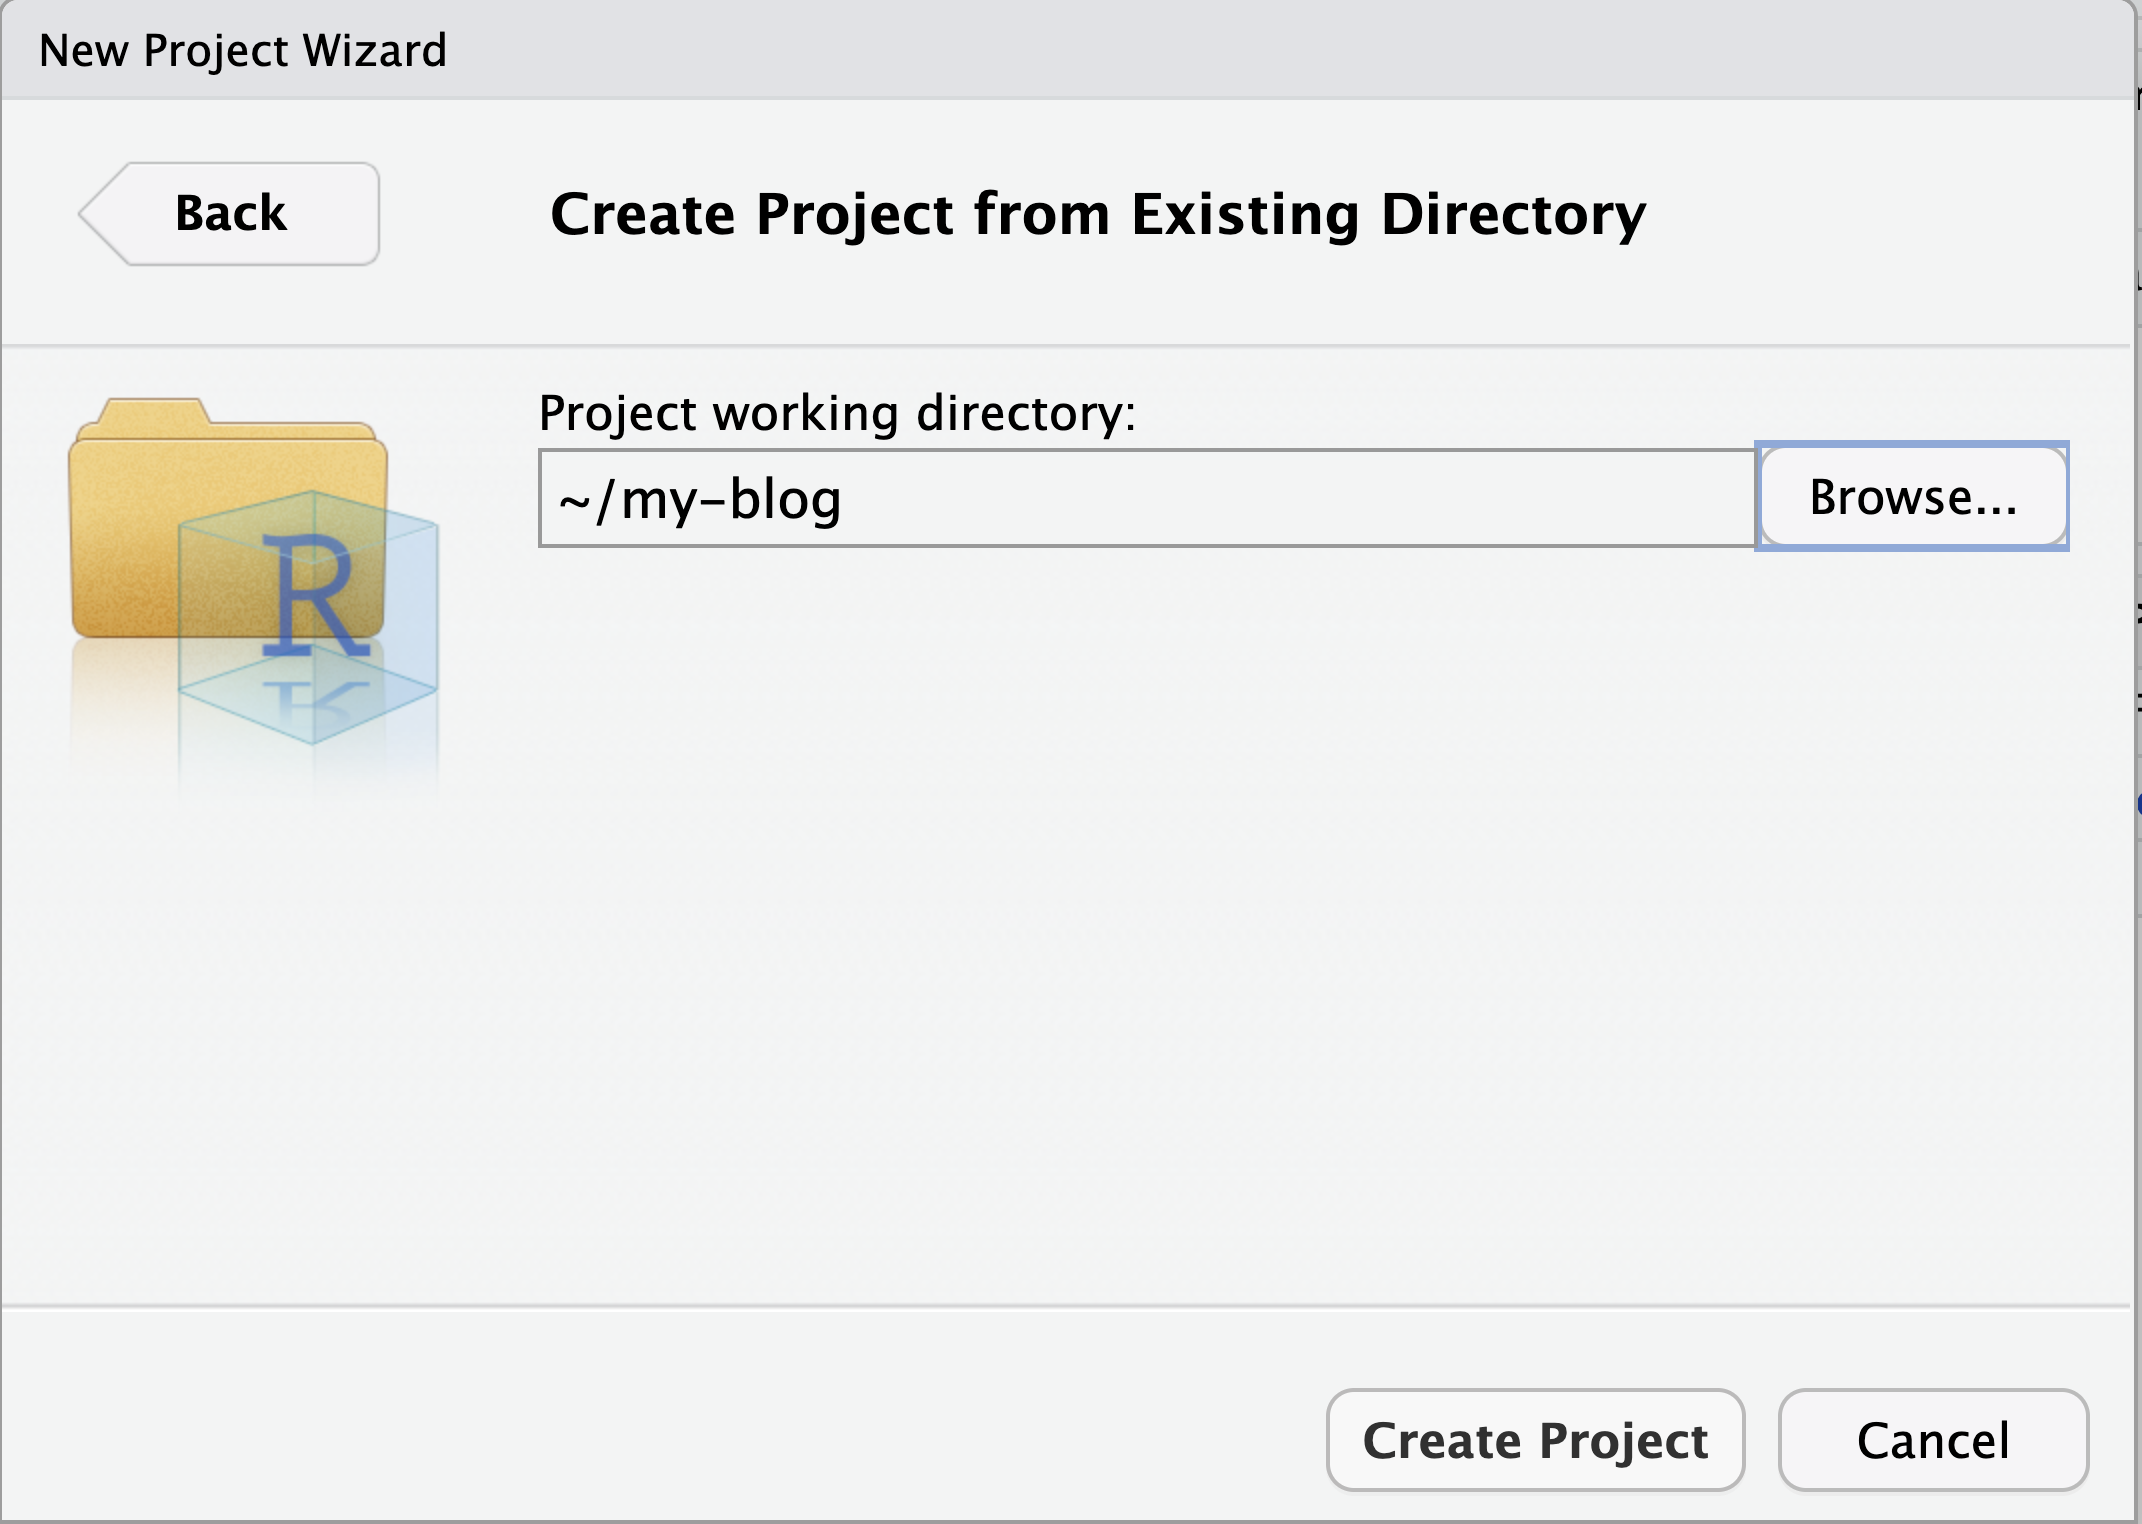 New Project Wizard
Back
Create Project from Existing Directory
Project working directory:
~/my-blog
Browse...
R
Create Project
Cancel